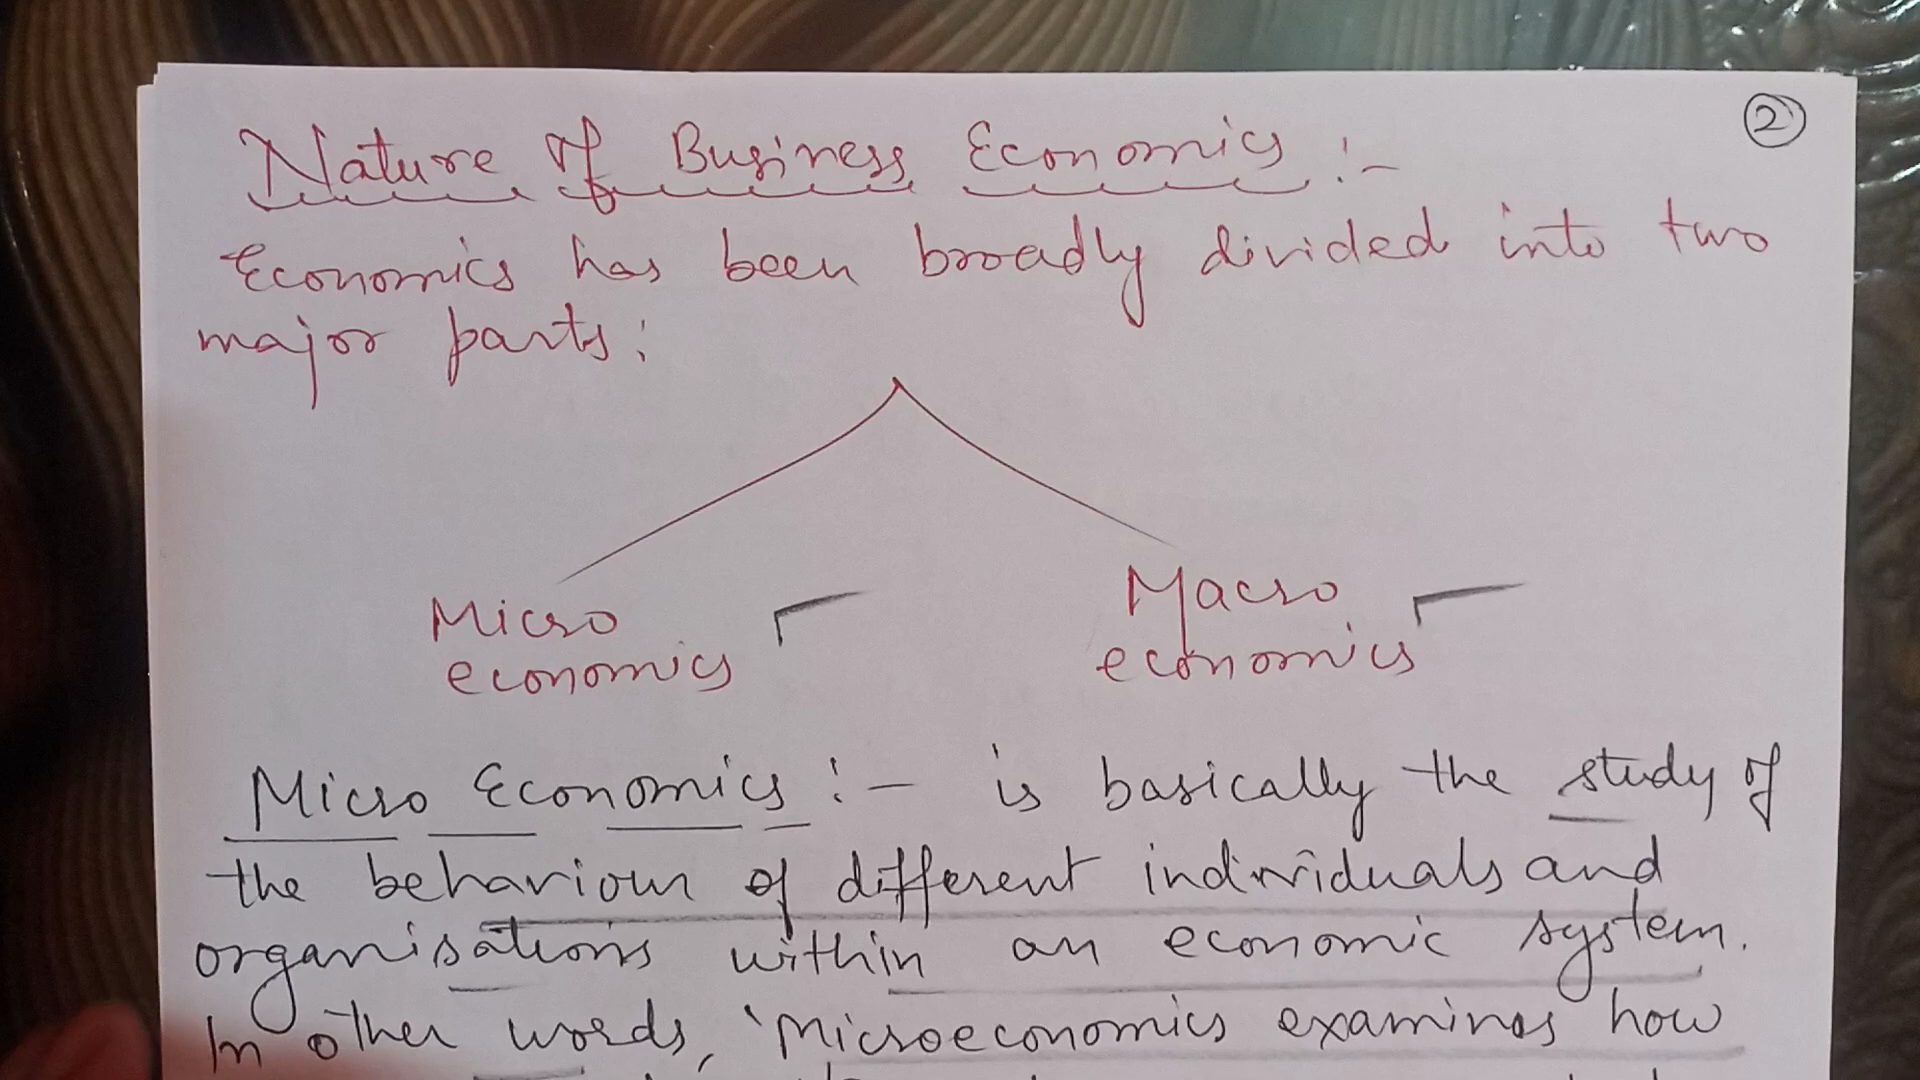 2
Nature of Business Economics :-
Economics has been broadly divided into two
major parts:
Micro economics
Macro economics
Micro Economics :- is basically the study of
the behaviour of different individuals and
organisations within an economic system.
In other words, 'Microeconomics examines how